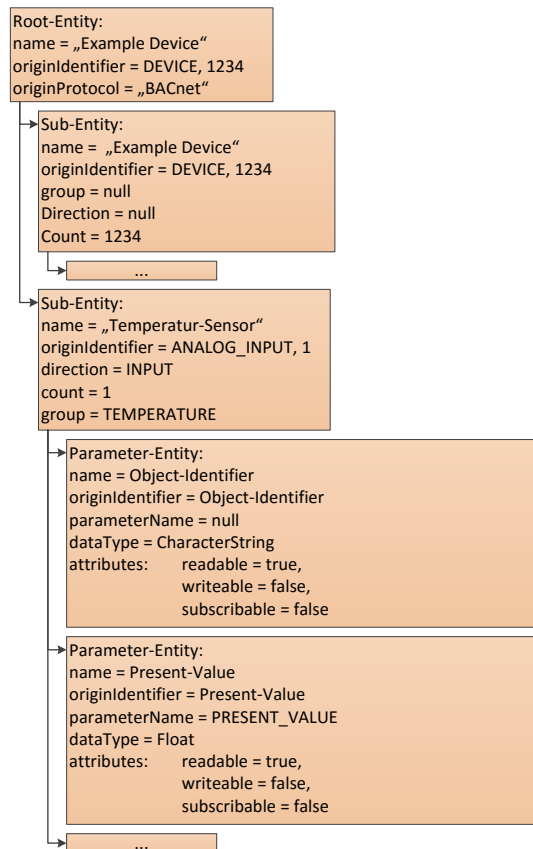 Root-Entity:
name = „Example Device“
originIdentifier = DEVICE, 1234
originProtocol = „BACnet“
Sub-Entity:
name = „Example Device“
originIdentifier = DEVICE, 1234
group = null
Direction = null
Count = 1234
...
Sub-Entity:
name = „Temperatur-Sensor“
originIdentifier = ANALOG_INPUT, 1
direction = INPUT
count = 1
group = TEMPERATURE
Parameter-Entity:
name = Object-Identifier
originIdentifier = Object-Identifier
parameterName = null
dataType = CharacterString
attributes: readable = true,
writeable = false,
subscribable = false
Parameter-Entity:
name = Present-Value
originIdentifier = Present-Value
parameterName = PRESENT_VALUE
dataType = Float
attributes: readable = true,
writeable = false,
subscribable = false
...